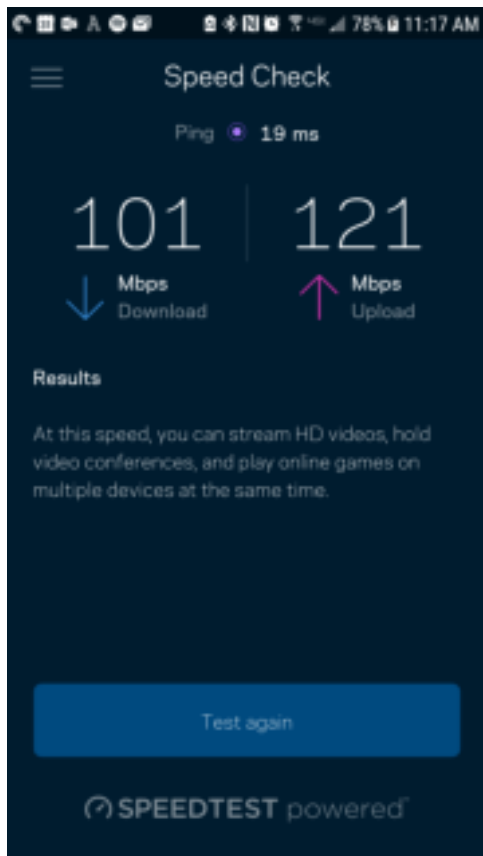 78% 11:17 AM
Speed Check
Ping 19 ms
101 121
Mbps Mbps
Download Upload
Results
At this speed, you can stream HD videos, hold
video conferences, and play online games on
multiple devices at the same time.
Test again
SPEEDTEST powered